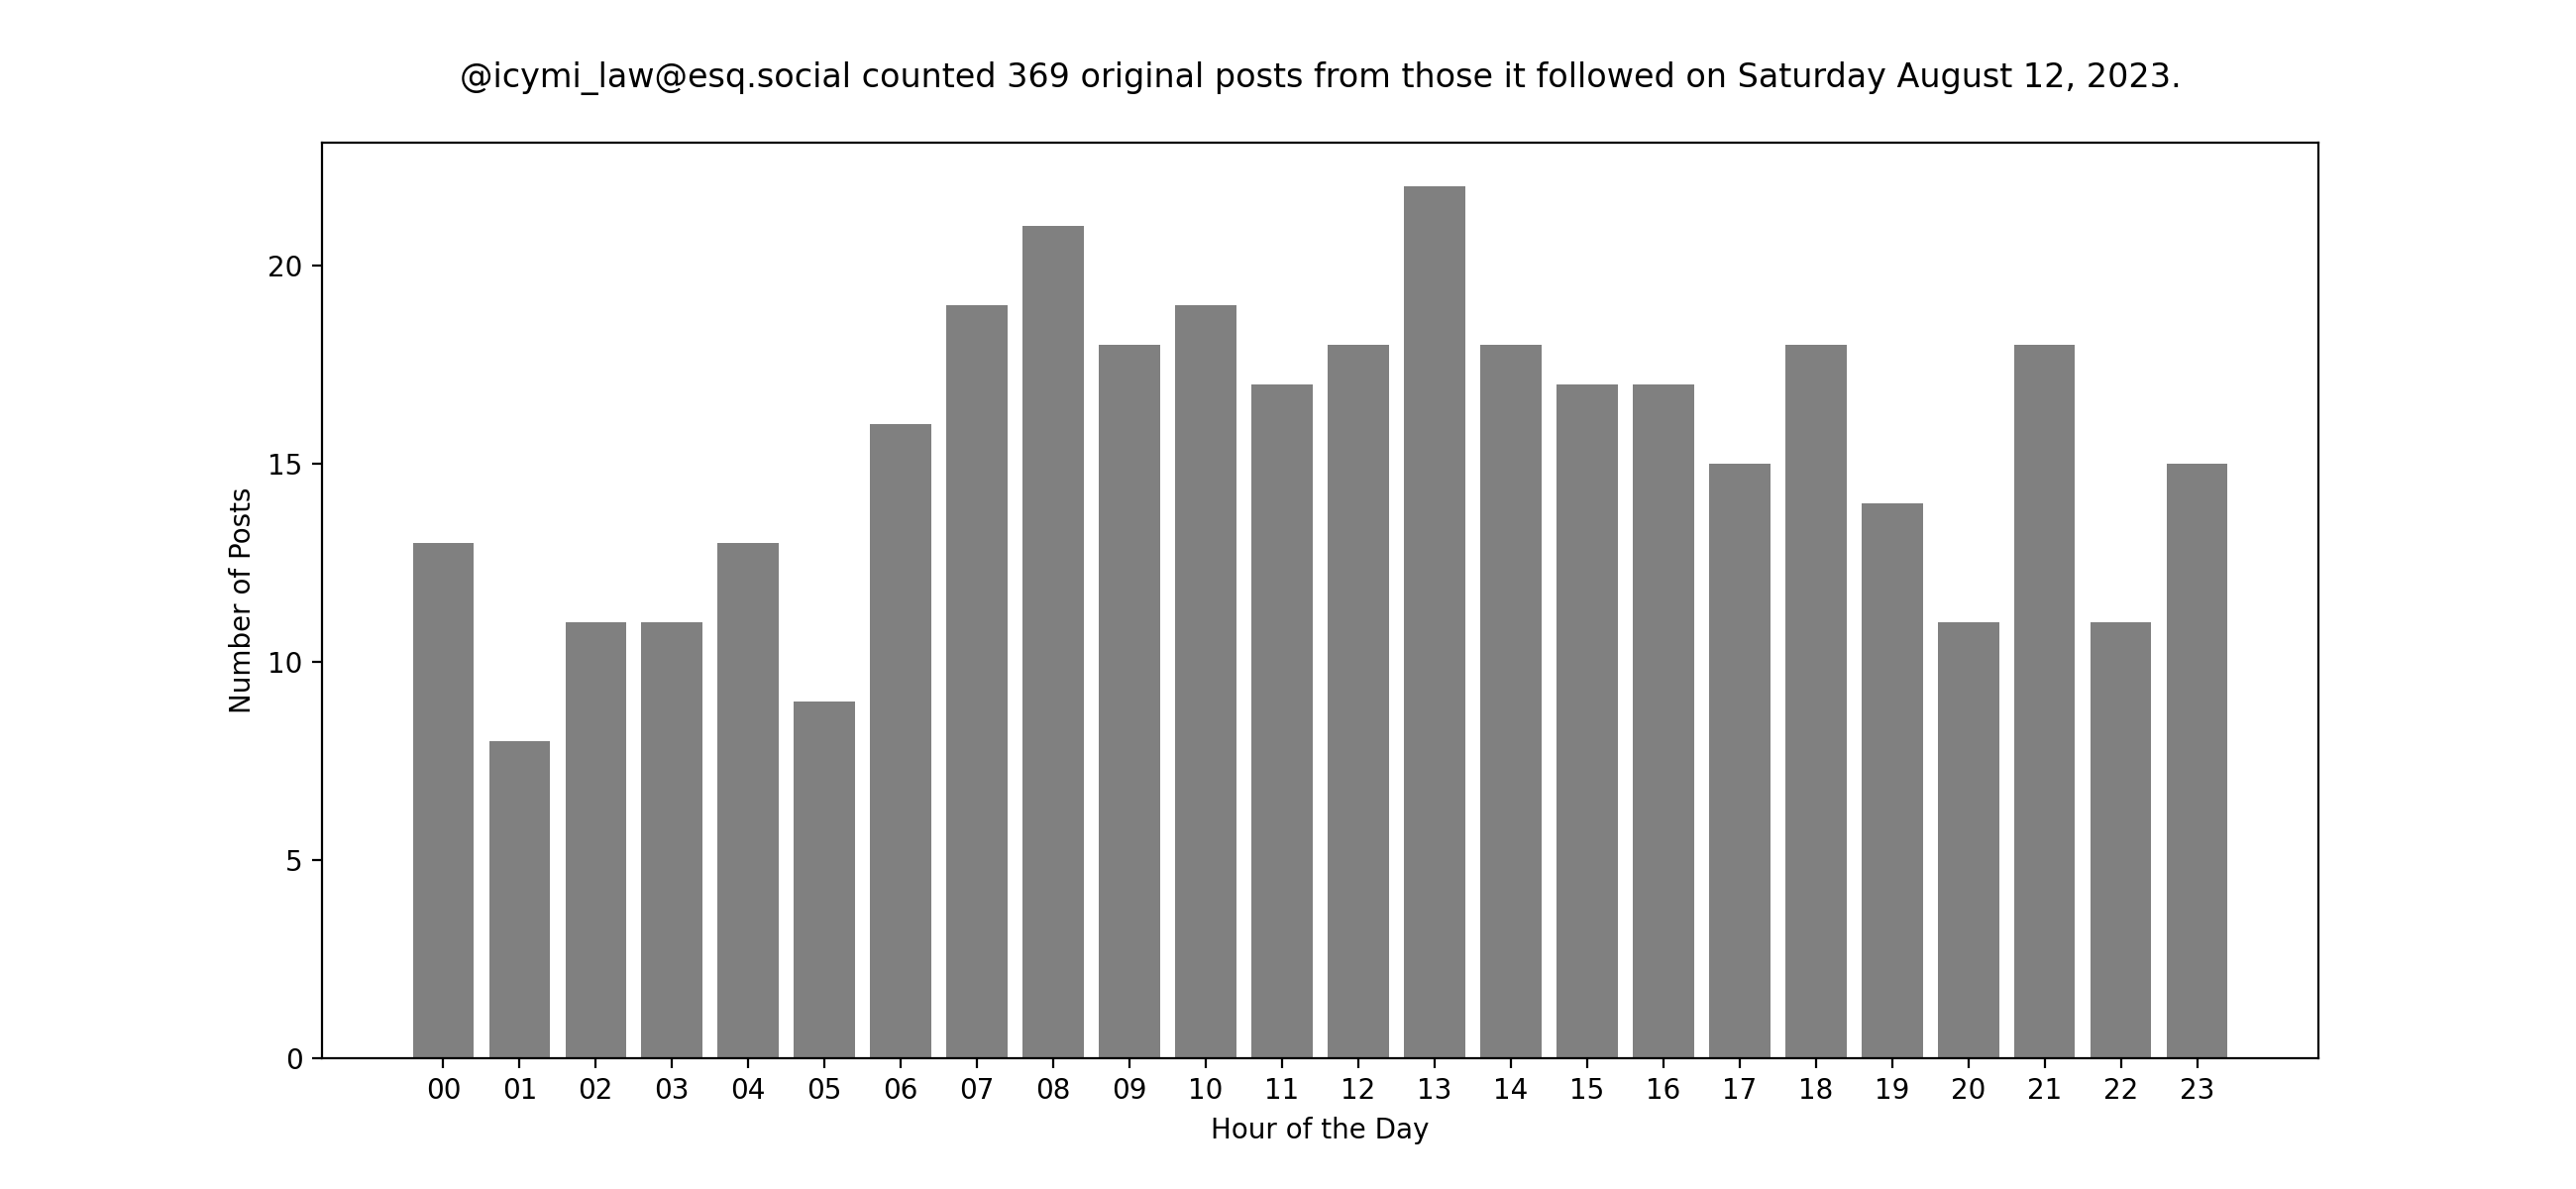 @icymi_law@esq.social counted 369 original posts from those it followed on Saturday August 12, 2023.
20
15
10
5
0
Number of Posts
00 01 02 03 04 05 06 07 08 09 10 11 12 13 14 15 16 17 18 19 20 21 22 23
Hour of the Day